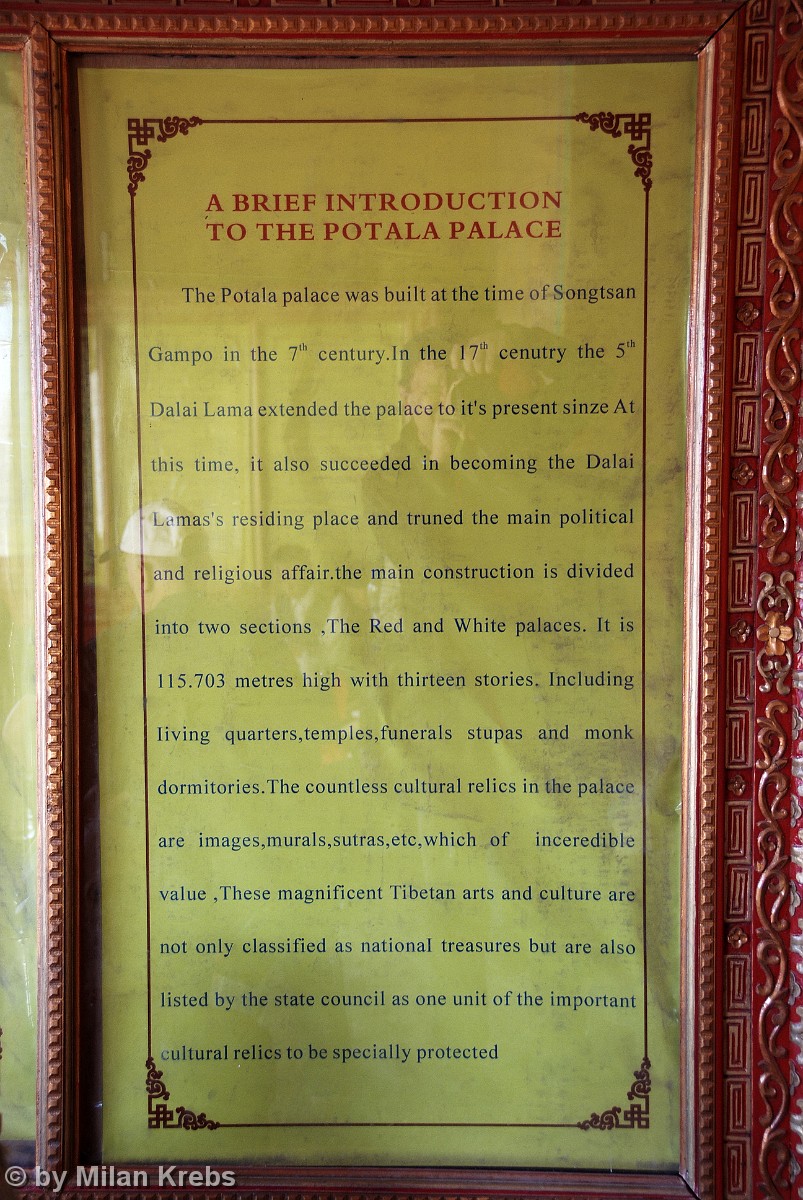 A BRIEF INTRODUCTION
TO THE POTALA PALACE
The Potala palace was built at the time of Songtsan
Gampo in the 7th century.In the 17th cenutry the 5th
Dalai Lama extended the palace to it's present sinze At
this time, it also succeeded in becoming the Dalai
Lamas's residing place and truned the main political
and religious affair.the main construction is divided
into two sections ,The Red and White palaces. It is
115.703 metres high with thirteen stories. Including
Iiving quarters,temples,funerals stupas and monk
dormitories.The countless cultural relics in the palace
are images,murals,sutras,etc,which of inceredible
value ,These magnificent Tibetan arts and culture are
not only classified as nationaI treasures but are also
listed by the state council as one unit of the important
cultural relics to be specially protected
© by Milan Krebs